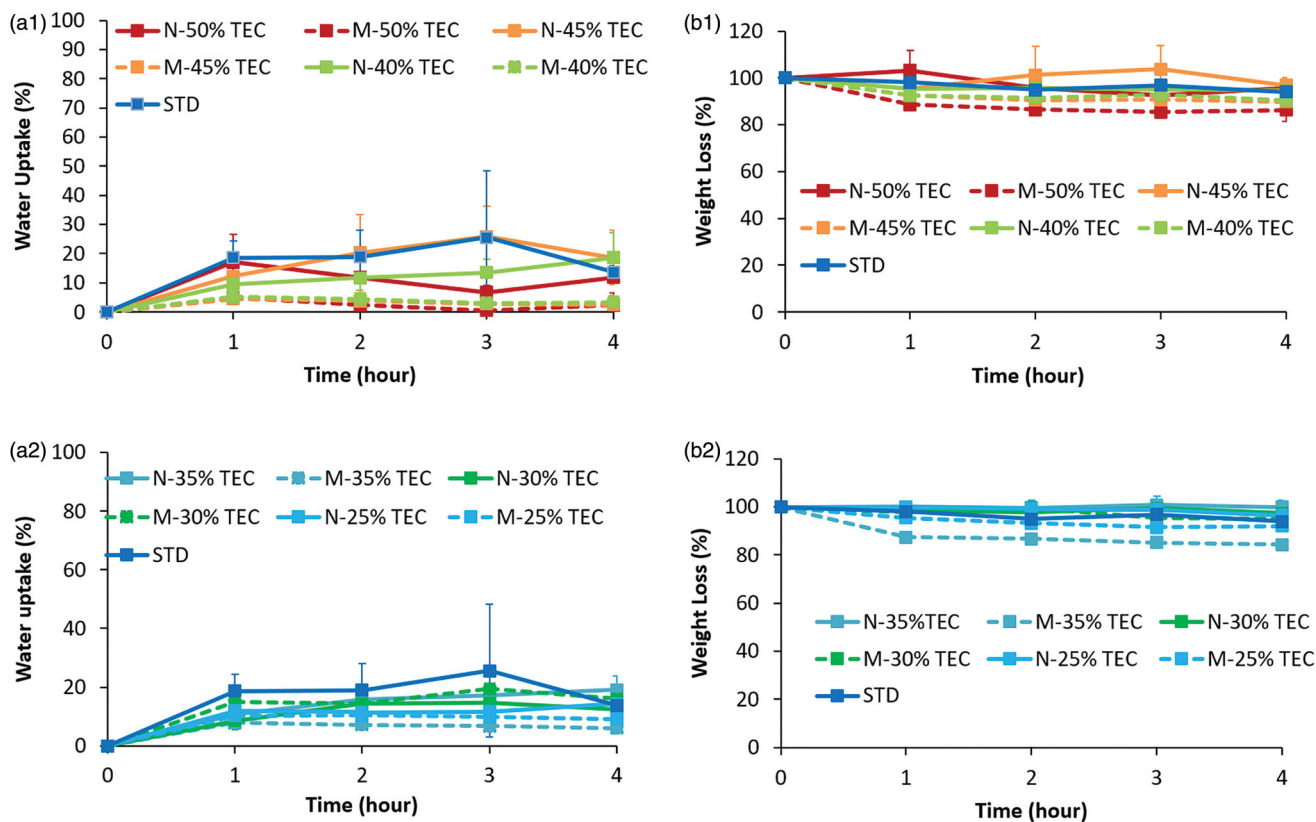 (a1)
100
90
80
70
60
50
40
30
20
10
0
Water Uptake (%)
N-50% TEC M-50% TEC N-45% TEC
M-45% TEC N-40% TEC M-40% TEC
STD
0 1 2 3 4
Time (hour)
(b1)
120
100
80
60
40
20
0
Weight Loss (%)
N-50% TEC M-50% TEC N-45% TEC
M-45% TEC N-40% TEC M-40% TEC
STD
0 1 2 3 4
Time (hour)
(a2)
100
80
60
40
20
0
Water uptake (%)
N-35% TEC M-35% TEC N-30% TEC
M-30% TEC N-25% TEC M-25% TEC
STD
0 1 2 3 4
Time (hour)
(b2)
120
100
80
60
40
20
0
Weight Loss (%)
N-35%TEC M-35% TEC N-30% TEC
M-30% TEC N-25% TEC M-25% TEC
STD
0 1 2 3 4
Time (hour)